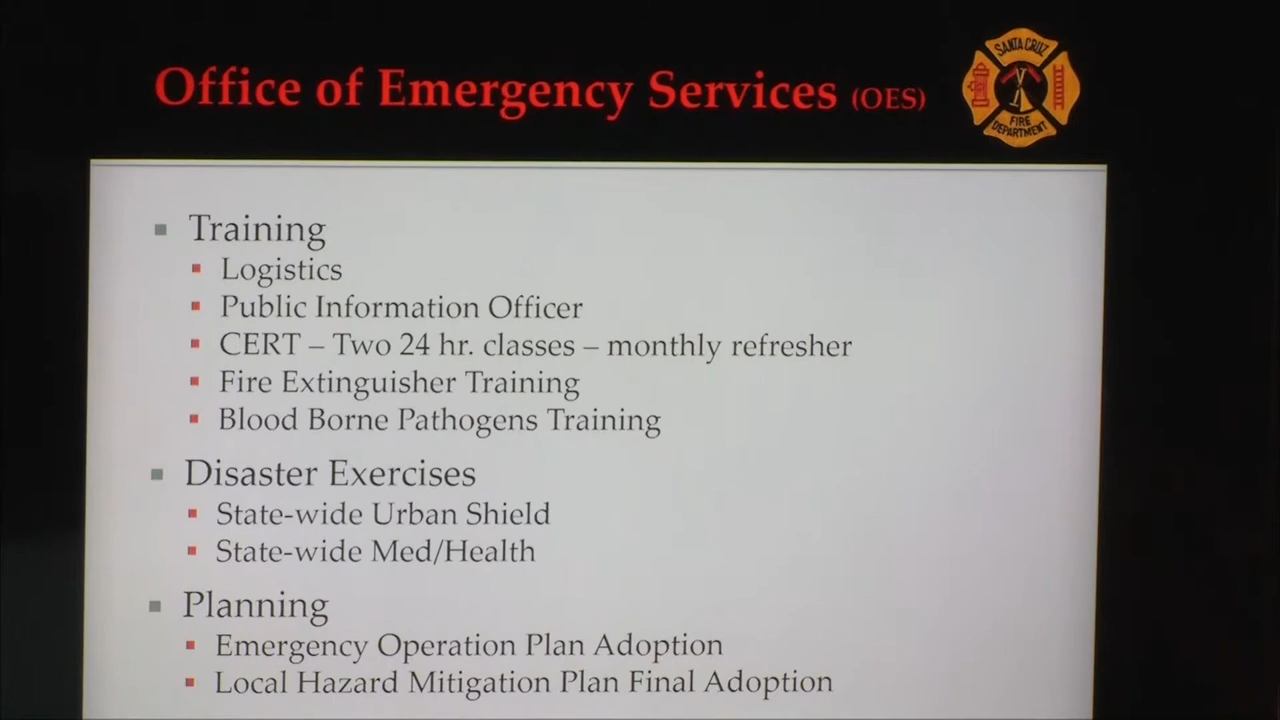 Office of Emergency Services (OES)
SANTA CRUZ
FIRE
DEPARTMENT
Training
Logistics
Public Information Officer
CERT – Two 24 hr. classes – monthly refresher
Fire Extinguisher Training
Blood Borne Pathogens Training
Disaster Exercises
State-wide Urban Shield
State-wide Med/Health
Planning
Emergency Operation Plan Adoption
Local Hazard Mitigation Plan Final Adoption